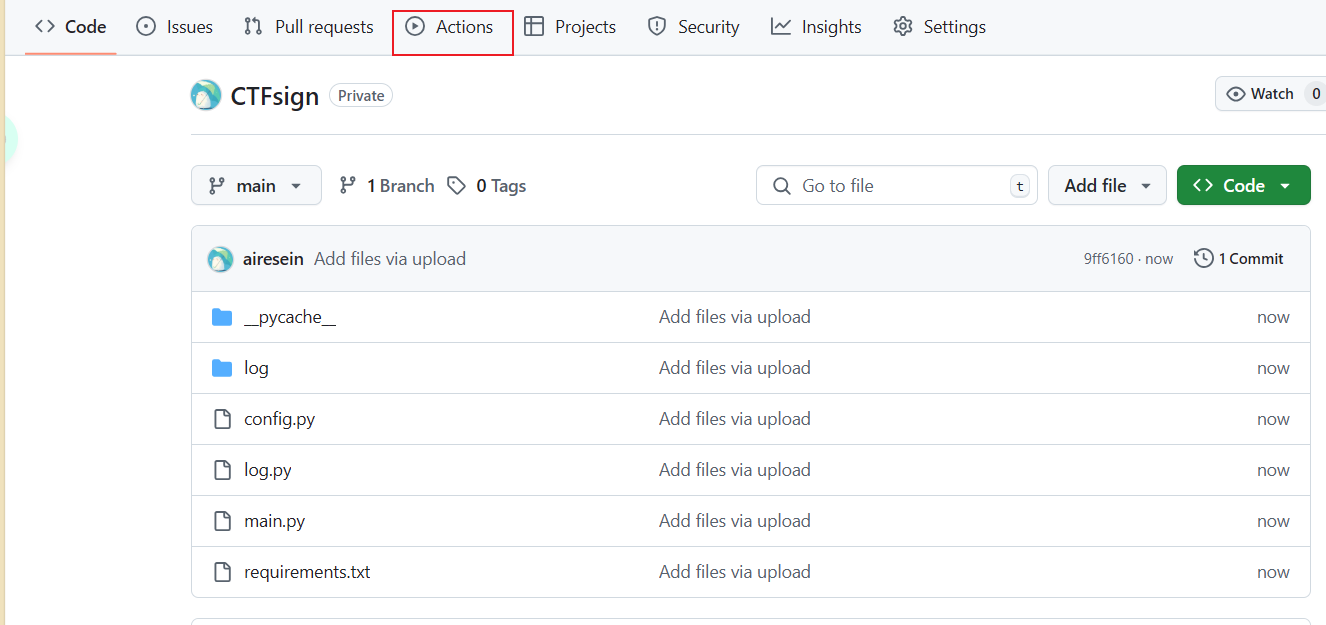 Code Issues Pull requests Actions Projects Security Insights Settings
CTFsign Private Watch 0
main 1 Branch 0 Tags Go to file t Add file Code
airesein Add files via upload 9ff6160 · now 1 Commit
__pycache__ Add files via upload now
log Add files via upload now
config.py Add files via upload now
log.py Add files via upload now
main.py Add files via upload now
requirements.txt Add files via upload now